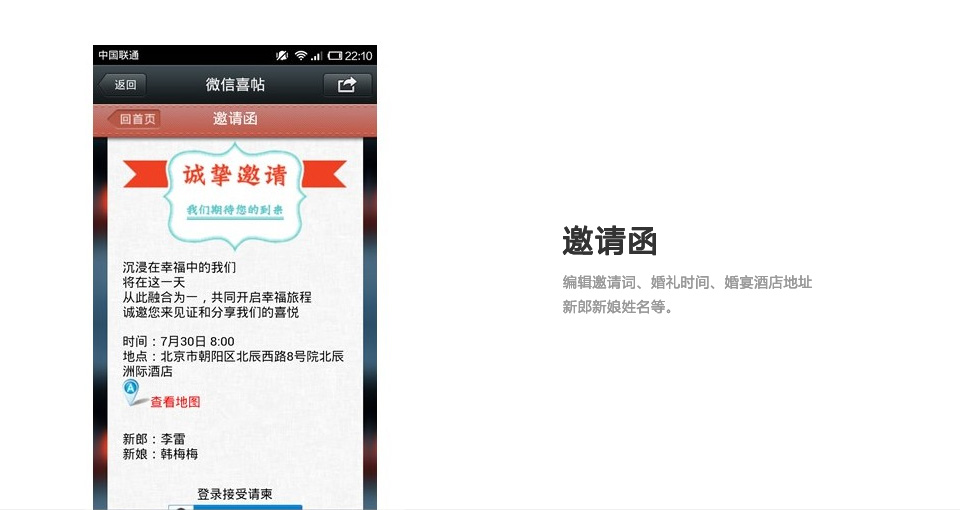 中国联通
22:10
返回
微信喜帖
回首页
邀请函
诚挚邀请
我们期待您的到来
沉浸在幸福中的我们
将在这一天
从此融合为一，共同开启幸福旅程
诚邀您来见证和分享我们的喜悦
时间：7月30日 8:00
地点：北京市朝阳区北辰西路8号院北辰
洲际酒店
A
查看地图
新郎：李雷
新娘：韩梅梅
登录接受请柬
邀请函
编辑邀请词、婚礼时间、婚宴酒店地址
新郎新娘姓名等。